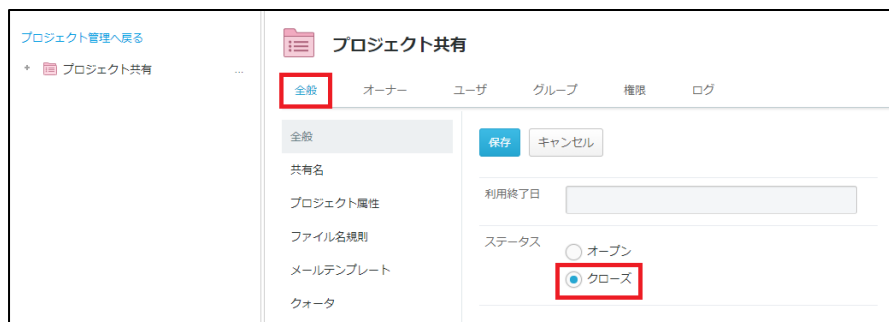 プロジェクト管理へ戻る
プロジェクト共有 ...
プロジェクト共有
全般 オーナー ユーザ グループ 権限 ログ
全般
共有名
プロジェクト属性
ファイル名規則
メールテンプレート
クォータ
保存 キャンセル
利用終了日
ステータス
オープン
クローズ